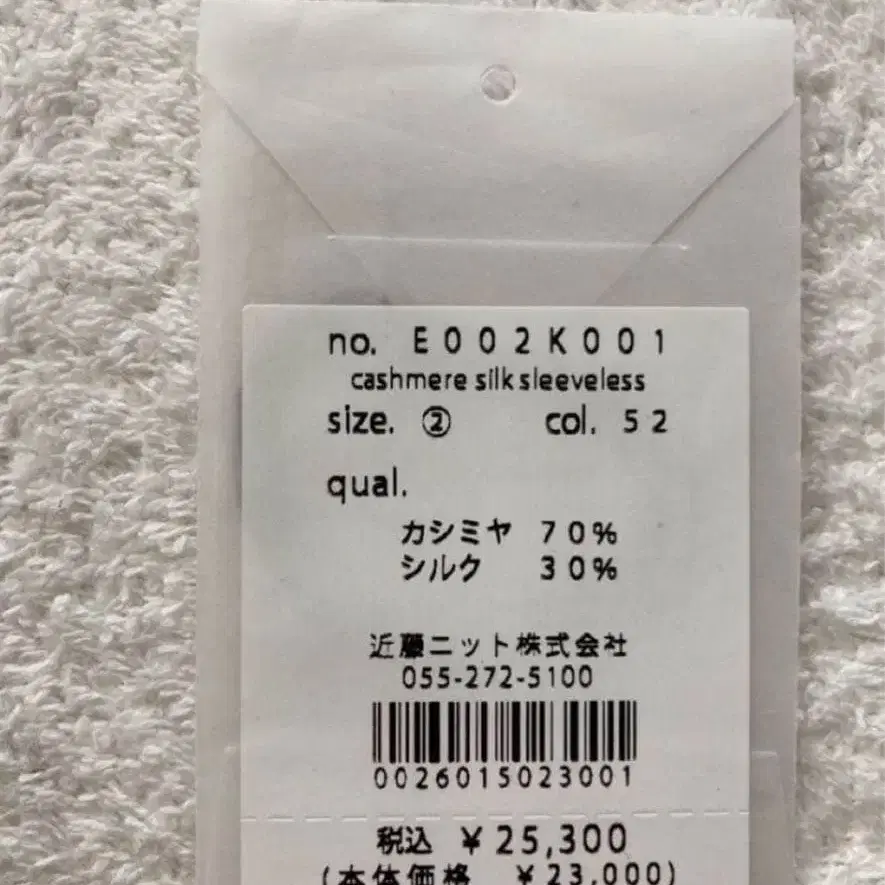 no. E002K001
cashmere silk sleeveless
size. ② col. 52
qual.
カシミヤ 70%
シルク 30%
近藤ニット株式会社
055-272-5100
0026015023001
税込 ¥25,300
(本体価格 ¥23,000)